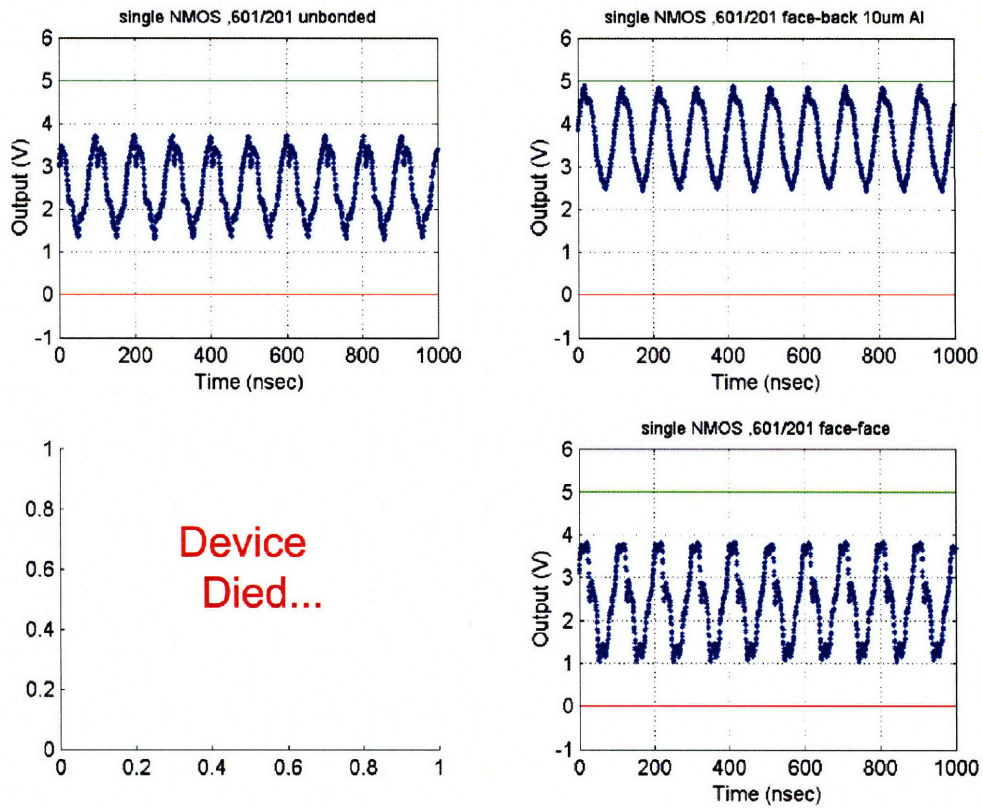 single NMOS ,601/201 unbonded
6
5
4
3
2
1
0
-1
Output (V)
0 200 400 600 800 1000
Time (nsec)
single NMOS ,601/201 face-back 10um Al
6
5
4
3
2
1
0
-1
Output (V)
0 200 400 600 800 1000
Time (nsec)
1
0.8
0.6
0.4
0.2
0
Device
Died...
0 0.2 0.4 0.6 0.8 1
single NMOS ,601/201 face-face
6
5
4
3
2
1
0
-1
Output (V)
0 200 400 600 800 1000
Time (nsec)